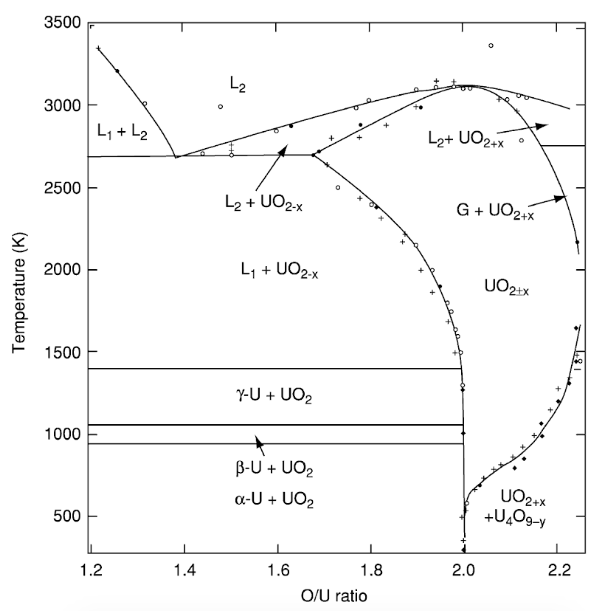 3500
3000
2500
2000
1500
1000
500
Temperature (K)
L₂
L₁ + L₂
L₂+ UO₂₊ₓ
L₂ + UO₂₋ₓ
G + UO₂₊ₓ
L₁ + UO₂₋ₓ
UO₂±ₓ
γ-U + UO₂
β-U + UO₂
α-U + UO₂
UO₂₊ₓ
+U₄O₉₋y
1.2
1.4
1.6
1.8
2.0
2.2
O/U ratio